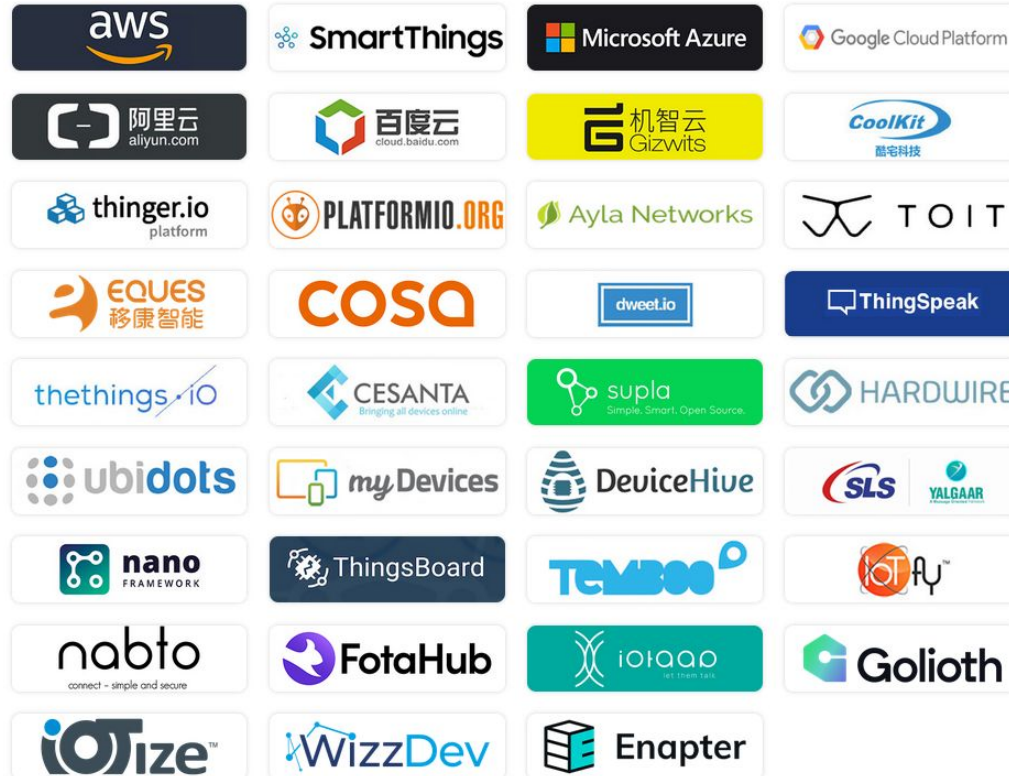 aws
SmartThings
Microsoft Azure
Google Cloud Platform
阿里云
aliyun.com
百度云
cloud.baidu.com
机智云
Gizwits
CoolKit
酷宅科技
thinger.io
platform
PLATFORMIO.ORG
Ayla Networks
TOIT
EQUES
移康智能
COSA
dweet.io
ThingSpeak
thethings.iO
CESANTA
Bringing all devices online
supla
Simple. Smart. Open Source.
HARDWIRE
ubidots
myDevices
DeviceHive
SLS
YALGAAR
nano
FRAMEWORK
ThingsBoard
TEMBOO
IoTfy™
nabto
connect – simple and secure
FotaHub
iotaap
let them talk
Golioth
iOTize™
WizzDev
Enapter